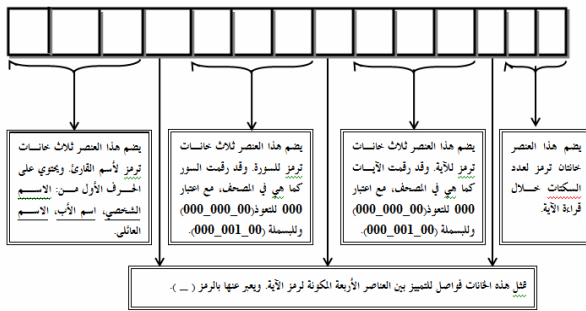 يضم هذا العنصر ثلاث خانات
ترمز لأسم القارئ. ويحتوي على
الحرف الأول من: الاسم
الشخصي، اسم الأب، الاسم
العائلي.
يضم هذا العنصر ثلاث خانات
ترمز للسورة. وقد رقمت السور
كما هي في المصحف، مع اعتبار
000 للتعوذ(00_000_000)
وللبسملة (00_001_000).
يضم هذا العنصر ثلاث خانات
ترمز للآية. وقد رقمت الآيات
كما هي في المصحف، مع اعتبار
000 للتعوذ(00_000_000)
وللبسملة (00_001_000).
يضم هذا العنصر
خانتان ترمز لعدد
السكتات خلال
قراءة الآية.
تمثل هذه الخانات فواصل للتمييز بين العناصر الأربعة المكونة لرمز الآية. ويعبر عنها بالرمز ( _ ).